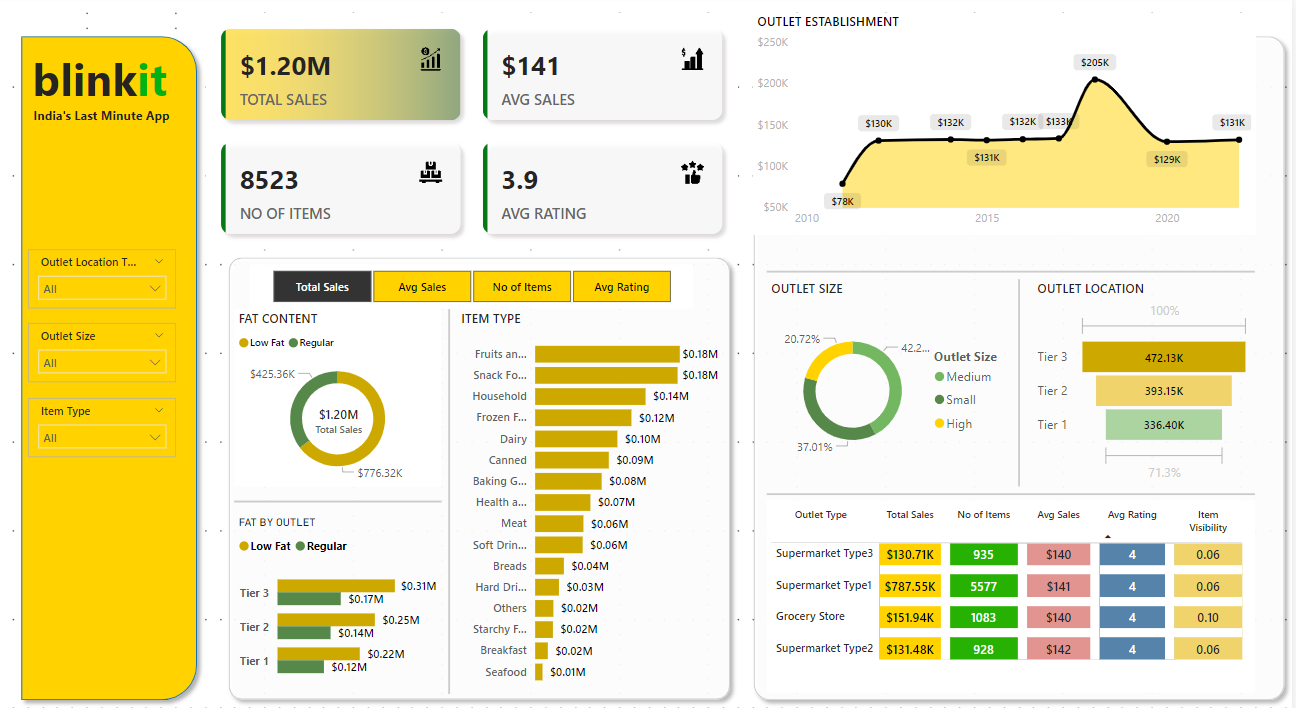 blinkit
India's Last Minute App
Outlet Location T...
All
Outlet Size
All
Item Type
All
$1.20M
TOTAL SALES
$141
AVG SALES
8523
NO OF ITEMS
3.9
AVG RATING
OUTLET ESTABLISHMENT
$250K
$200K
$150K
$100K
$50K
$78K
$130K
$132K
$131K
$132K
$133K
$205K
$129K
$131K
2010
2015
2020
Total Sales
Avg Sales
No of Items
Avg Rating
FAT CONTENT
Low Fat
Regular
$425.36K
$1.20M
Total Sales
$776.32K
FAT BY OUTLET
Low Fat
Regular
Tier 3
$0.31M
$0.17M
Tier 2
$0.25M
$0.14M
Tier 1
$0.22M
$0.12M
ITEM TYPE
Fruits an... $0.18M
Snack Fo... $0.18M
Household $0.14M
Frozen F... $0.12M
Dairy $0.10M
Canned $0.09M
Baking G... $0.08M
Health a... $0.07M
Meat $0.06M
Soft Drin... $0.06M
Breads $0.04M
Hard Dri... $0.03M
Others $0.02M
Starchy F... $0.02M
Breakfast $0.02M
Seafood $0.01M
OUTLET SIZE
20.72%
42.2...
37.01%
Outlet Size
Medium
Small
High
OUTLET LOCATION
100%
Tier 3 472.13K
Tier 2 393.15K
Tier 1 336.40K
71.3%
Outlet Type Total Sales No of Items Avg Sales Avg Rating Item Visibility
Supermarket Type3 $130.71K 935 $140 4 0.06
Supermarket Type1 $787.55K 5577 $141 4 0.06
Grocery Store $151.94K 1083 $140 4 0.10
Supermarket Type2 $131.48K 928 $142 4 0.06